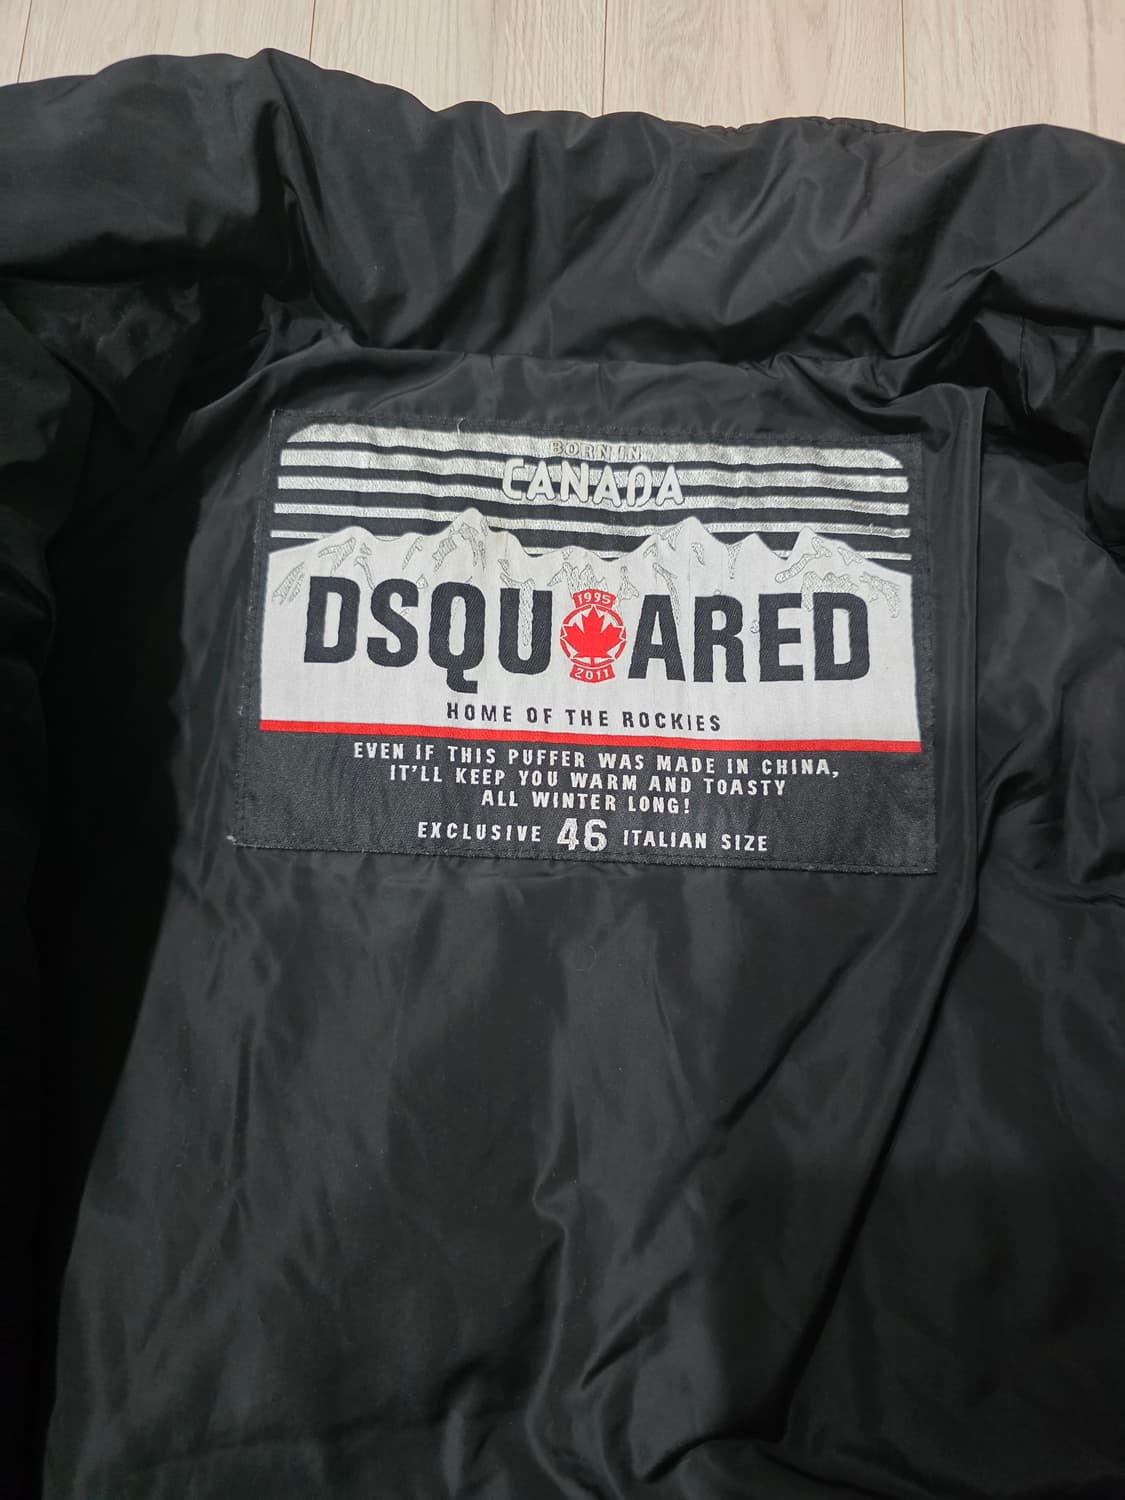 BORN IN
CANADA
1995
DSQUARED
2011
HOME OF THE ROCKIES
EVEN IF THIS PUFFER WAS MADE IN CHINA,
IT'LL KEEP YOU WARM AND TOASTY
ALL WINTER LONG!
EXCLUSIVE 46 ITALIAN SIZE